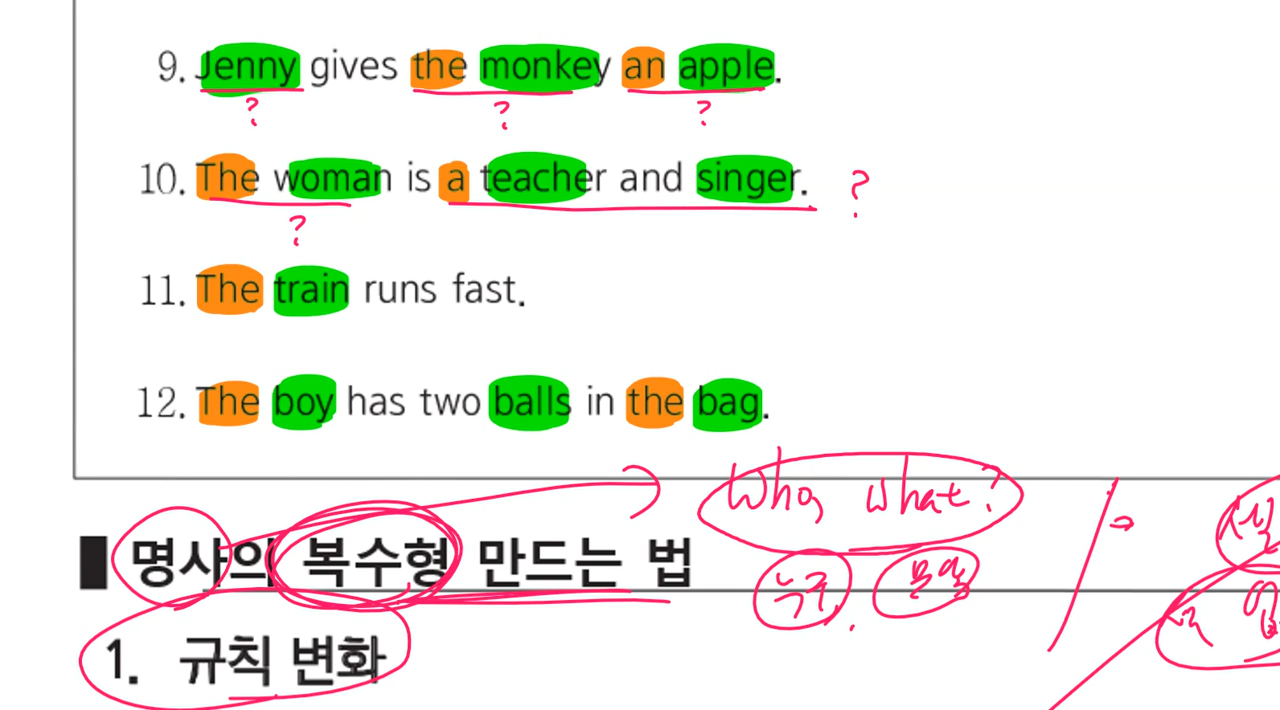 9. Jenny gives the monkey an apple.
? ? ?
10. The woman is a teacher and singer. ?
?
11. The train runs fast.
12. The boy has two balls in the bag.
Who, what?
명사의 복수형 만드는 법
누구. 무엇
1. 규칙 변화